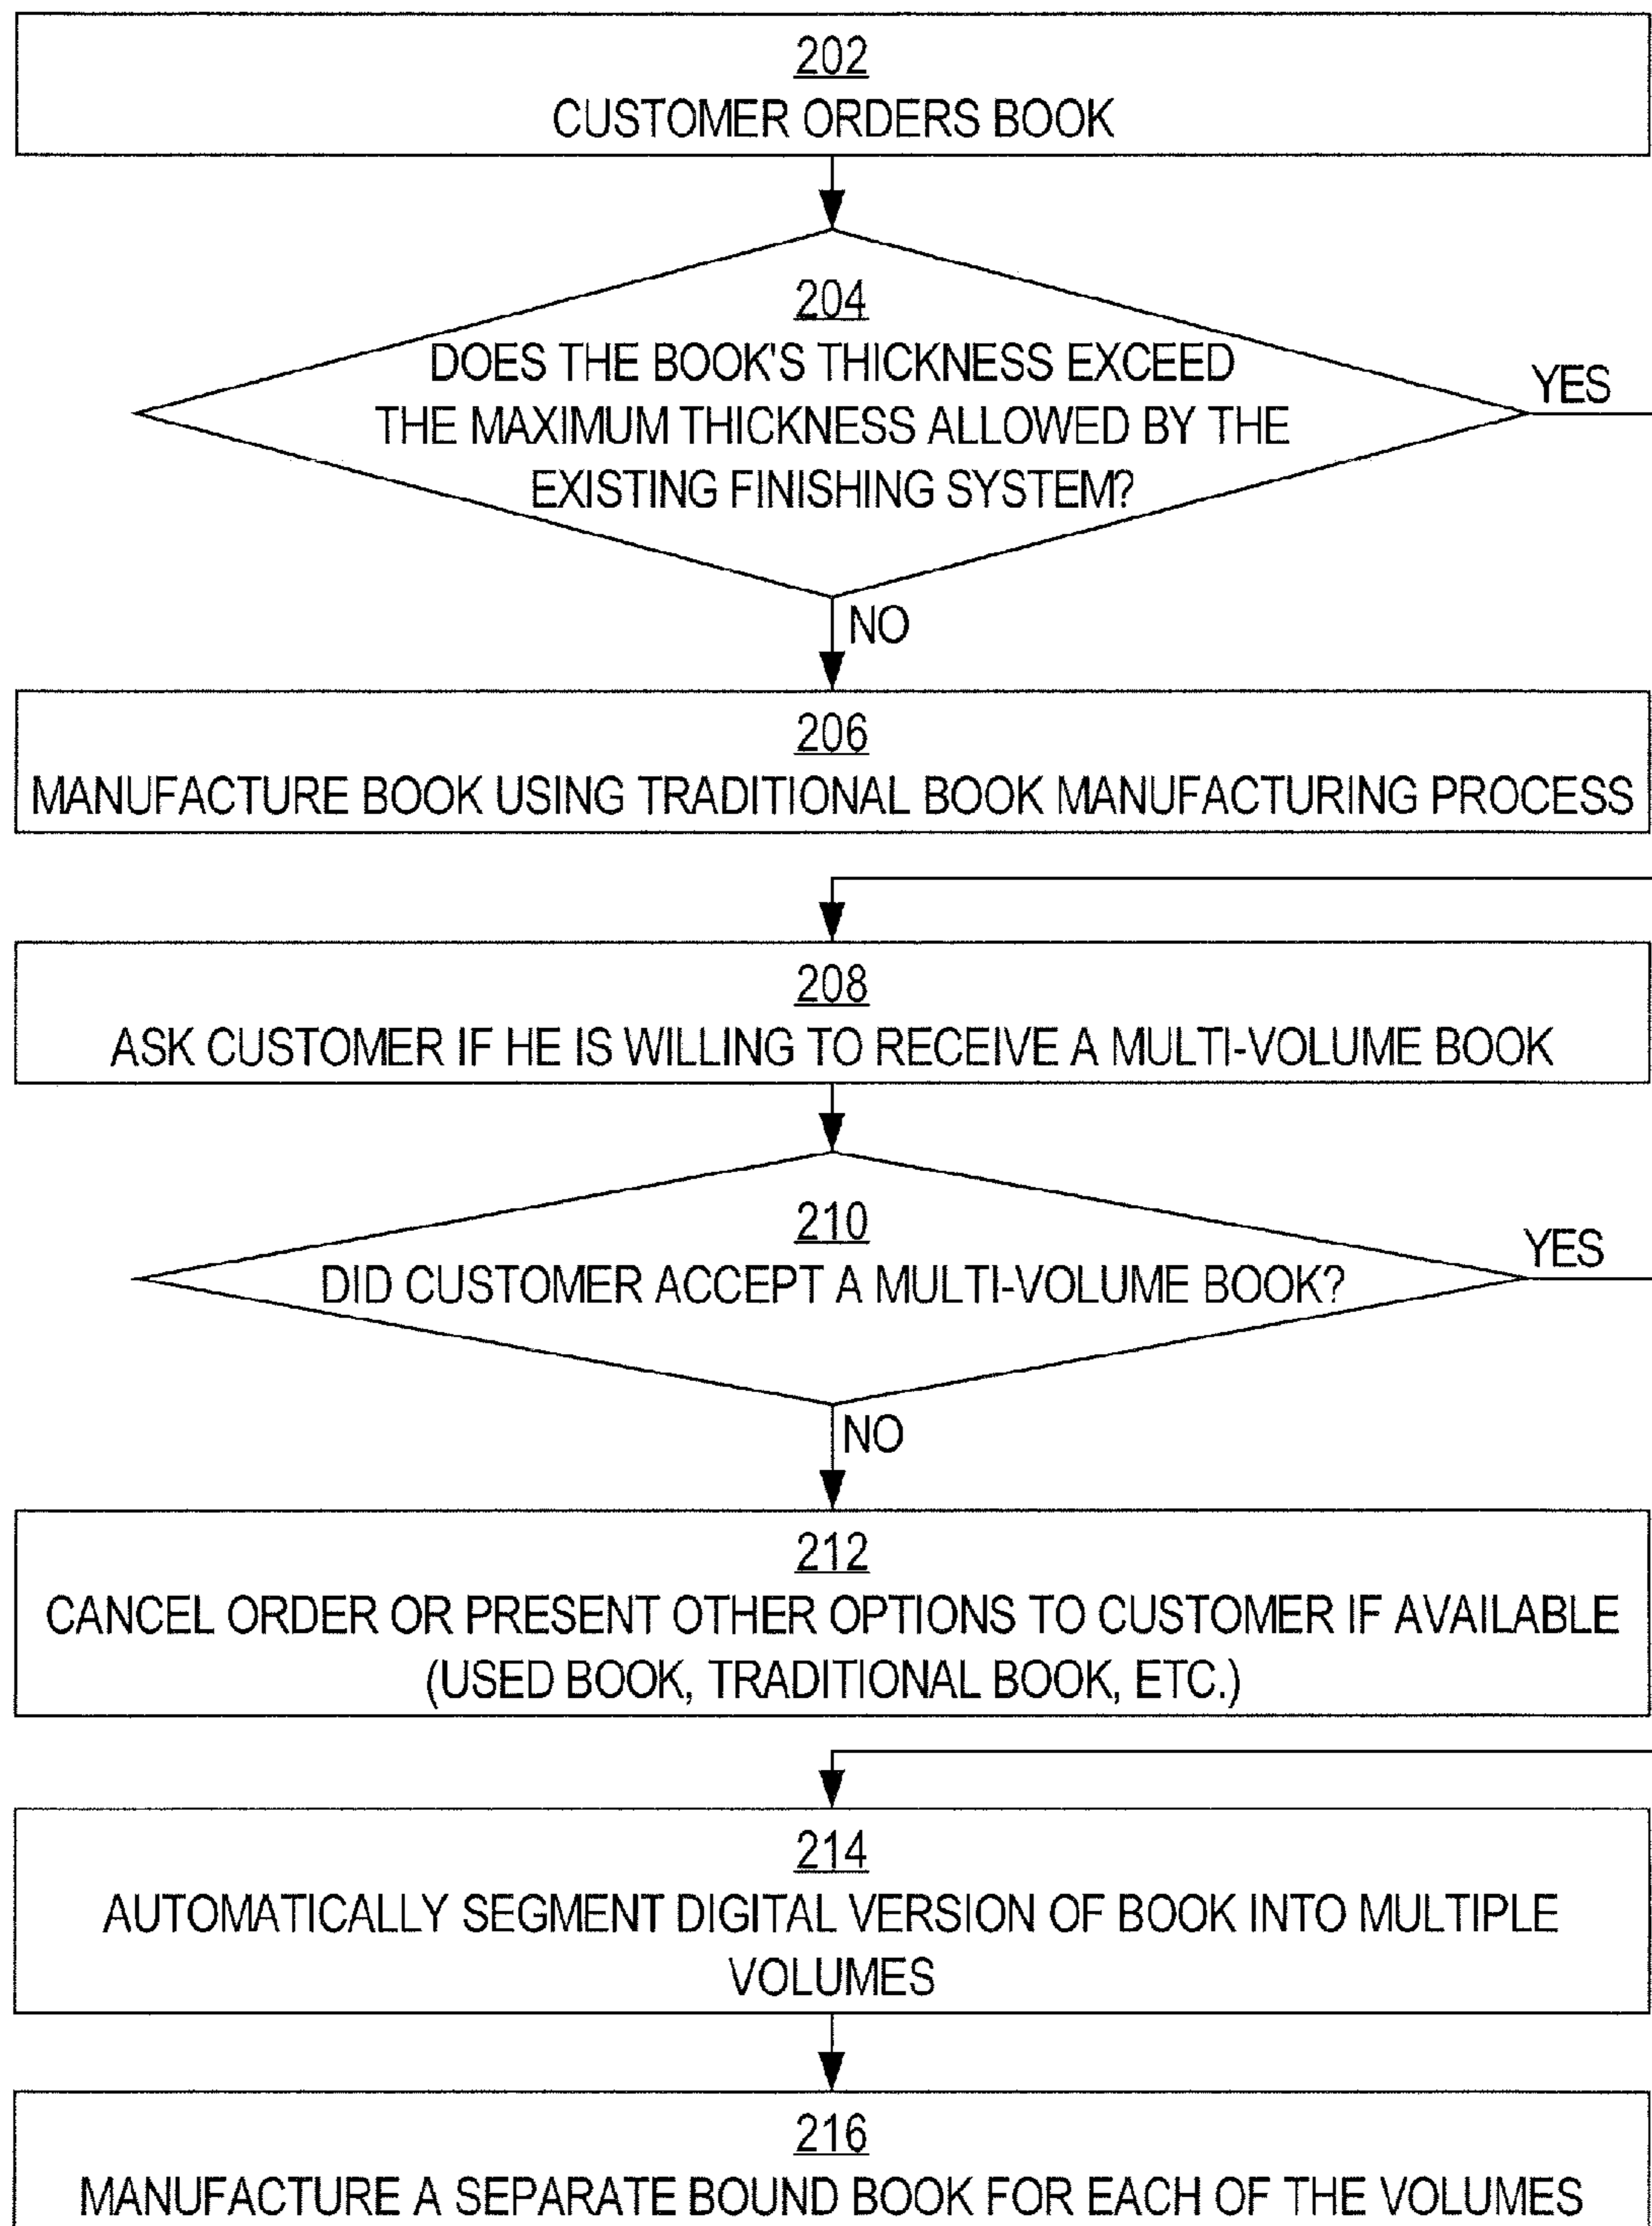 202
CUSTOMER ORDERS BOOK
204
DOES THE BOOK'S THICKNESS EXCEED
THE MAXIMUM THICKNESS ALLOWED BY THE
EXISTING FINISHING SYSTEM?
YES
NO
206
MANUFACTURE BOOK USING TRADITIONAL BOOK MANUFACTURING PROCESS
208
ASK CUSTOMER IF HE IS WILLING TO RECEIVE A MULTI-VOLUME BOOK
210
DID CUSTOMER ACCEPT A MULTI-VOLUME BOOK?
YES
NO
212
CANCEL ORDER OR PRESENT OTHER OPTIONS TO CUSTOMER IF AVAILABLE
(USED BOOK, TRADITIONAL BOOK, ETC.)
214
AUTOMATICALLY SEGMENT DIGITAL VERSION OF BOOK INTO MULTIPLE
VOLUMES
216
MANUFACTURE A SEPARATE BOUND BOOK FOR EACH OF THE VOLUMES